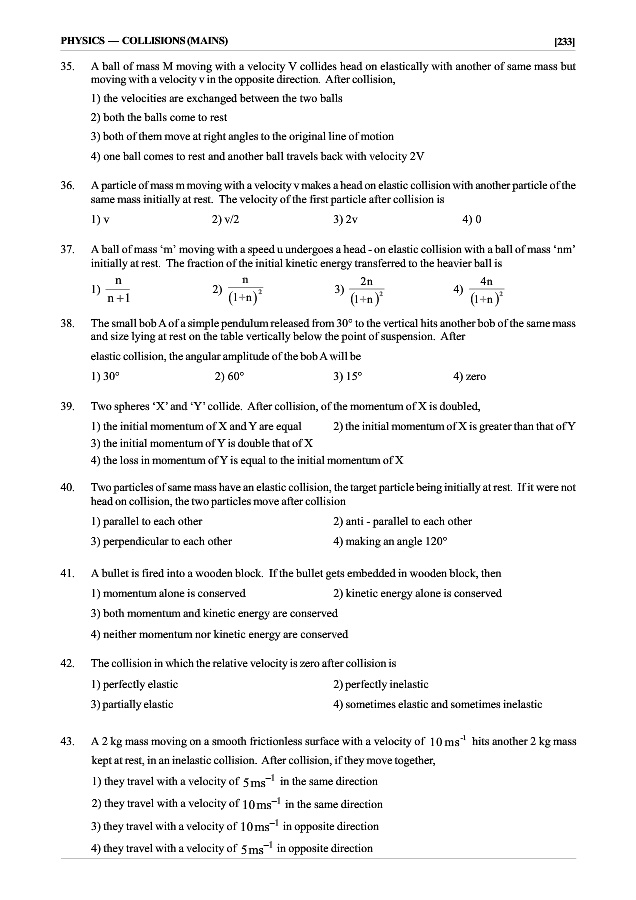 PHYSICS — COLLISIONS (MAINS) [233]
35. A ball of mass M moving with a velocity V collides head on elastically with another of same mass but
moving with a velocity v in the opposite direction. After collision,
1) the velocities are exchanged between the two balls
2) both the balls come to rest
3) both of them move at right angles to the original line of motion
4) one ball comes to rest and another ball travels back with velocity 2V
36. A particle of mass m moving with a velocity v makes a head on elastic collision with another particle of the
same mass initially at rest. The velocity of the first particle after collision is
1) v 2) v/2 3) 2v 4) 0
37. A ball of mass ‘m’ moving with a speed u undergoes a head - on elastic collision with a ball of mass ‘nm’
initially at rest. The fraction of the initial kinetic energy transferred to the heavier ball is
1) n/(n+1) 2) n/(1+n)² 3) 2n/(1+n)² 4) 4n/(1+n)²
38. The small bob A of a simple pendulum released from 30° to the vertical hits another bob of the same mass
and size lying at rest on the table vertically below the point of suspension. After
elastic collision, the angular amplitude of the bob A will be
1) 30° 2) 60° 3) 15° 4) zero
39. Two spheres ‘X’ and ‘Y’ collide. After collision, of the momentum of X is doubled,
1) the initial momentum of X and Y are equal 2) the initial momentum of X is greater than that of Y
3) the initial momentum of Y is double that of X
4) the loss in momentum of Y is equal to the initial momentum of X
40. Two particles of same mass have an elastic collision, the target particle being initially at rest. If it were not
head on collision, the two particles move after collision
1) parallel to each other 2) anti - parallel to each other
3) perpendicular to each other 4) making an angle 120°
41. A bullet is fired into a wooden block. If the bullet gets embedded in wooden block, then
1) momentum alone is conserved 2) kinetic energy alone is conserved
3) both momentum and kinetic energy are conserved
4) neither momentum nor kinetic energy are conserved
42. The collision in which the relative velocity is zero after collision is
1) perfectly elastic 2) perfectly inelastic
3) partially elastic 4) sometimes elastic and sometimes inelastic
43. A 2 kg mass moving on a smooth frictionless surface with a velocity of 10 ms⁻¹ hits another 2 kg mass
kept at rest, in an inelastic collision. After collision, if they move together,
1) they travel with a velocity of 5 ms⁻¹ in the same direction
2) they travel with a velocity of 10 ms⁻¹ in the same direction
3) they travel with a velocity of 10 ms⁻¹ in opposite direction
4) they travel with a velocity of 5 ms⁻¹ in opposite direction